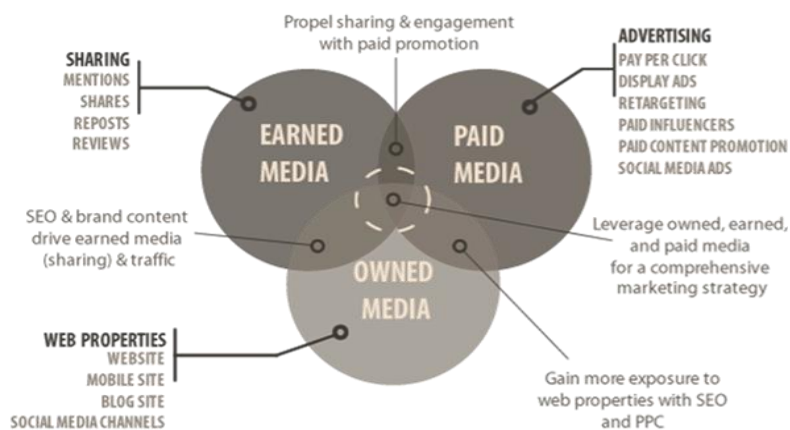 Propel sharing & engagement
with paid promotion
SHARING
MENTIONS
SHARES
REPOSTS
REVIEWS
ADVERTISING
PAY PER CLICK
DISPLAY ADS
RETARGETING
PAID INFLUENCERS
PAID CONTENT PROMOTION
SOCIAL MEDIA ADS
EARNED
MEDIA
PAID
MEDIA
SEO & brand content
drive earned media
(sharing) & traffic
Leverage owned, earned,
and paid media
for a comprehensive
marketing strategy
OWNED
MEDIA
WEB PROPERTIES
WEBSITE
MOBILE SITE
BLOG SITE
SOCIAL MEDIA CHANNELS
Gain more exposure to
web properties with SEO
and PPC